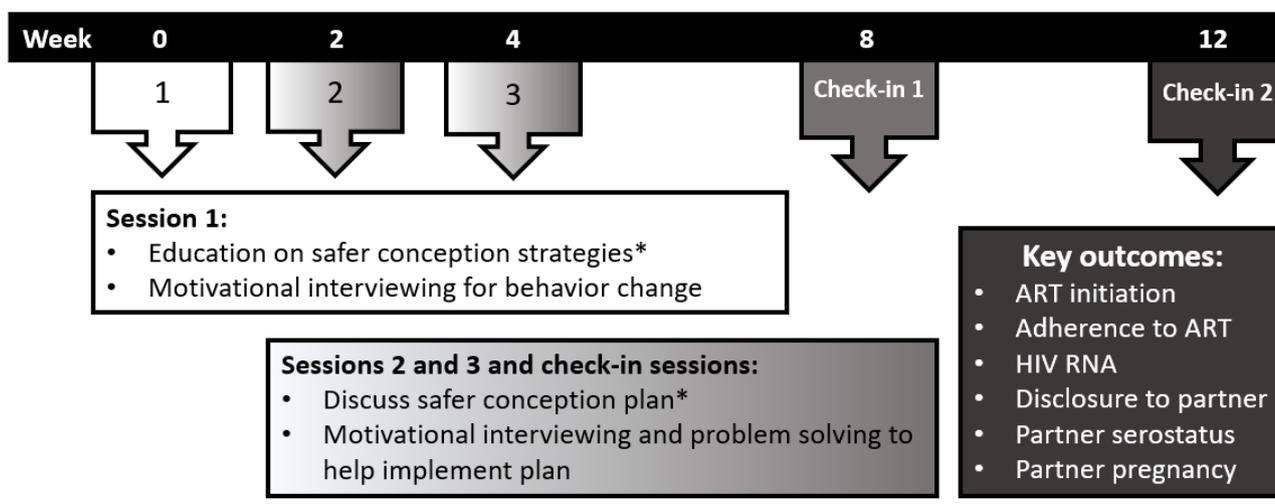 Week 0 2 4 8 12
1 2 3 Check-in 1 Check-in 2
Session 1:
• Education on safer conception strategies*
• Motivational interviewing for behavior change
Sessions 2 and 3 and check-in sessions:
• Discuss safer conception plan*
• Motivational interviewing and problem solving to
help implement plan
Key outcomes:
• ART initiation
• Adherence to ART
• HIV RNA
• Disclosure to partner
• Partner serostatus
• Partner pregnancy